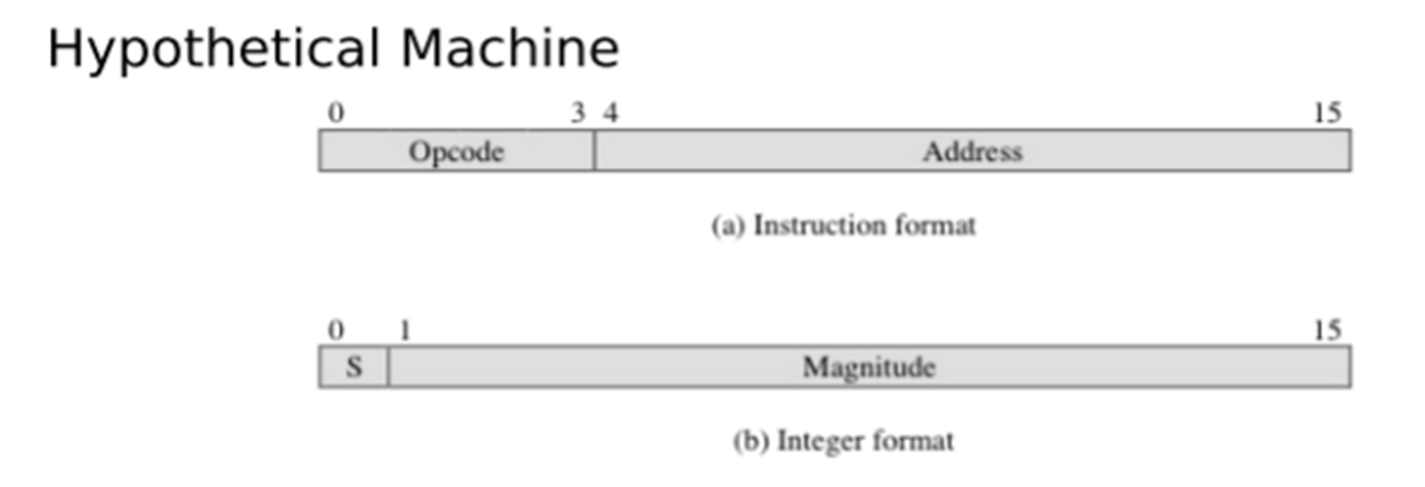 Hypothetical Machine
0 3 4 15
Opcode Address
(a) Instruction format
0 1 15
S Magnitude
(b) Integer format